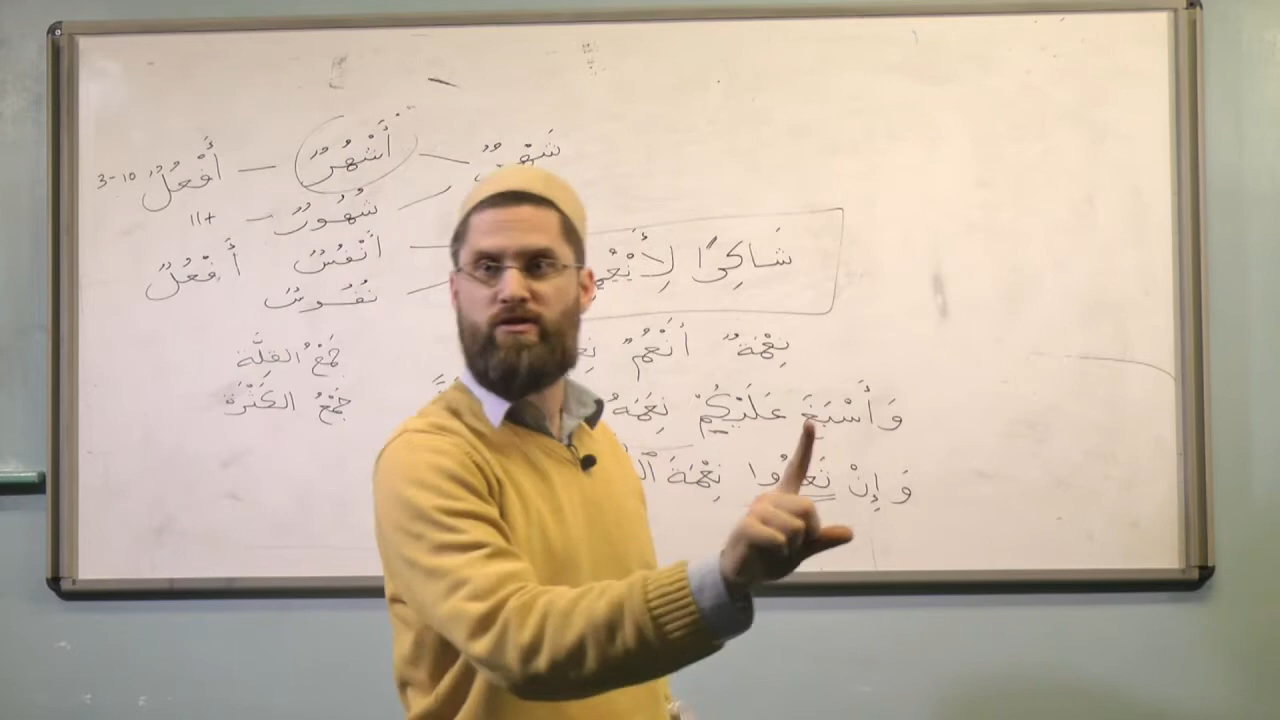 شَهْرٌ — أَشْهُرٌ — أَفْعُلٌ 3-10
شُهُورٌ — 11+
أَنْفُسٌ أَفْعُلٌ
نُفُوسٌ
شَاكِرًا لِأَنْعُمِ
نِعْمَةٌ أَنْعُمٌ
جَمْعُ القِلَّة
وَأَسْبَغَ عَلَيْكُمْ نِعَمَهُ
جَمْعُ الكَثْرَة
وَإِنْ تَعُدُّوا نِعْمَةَ